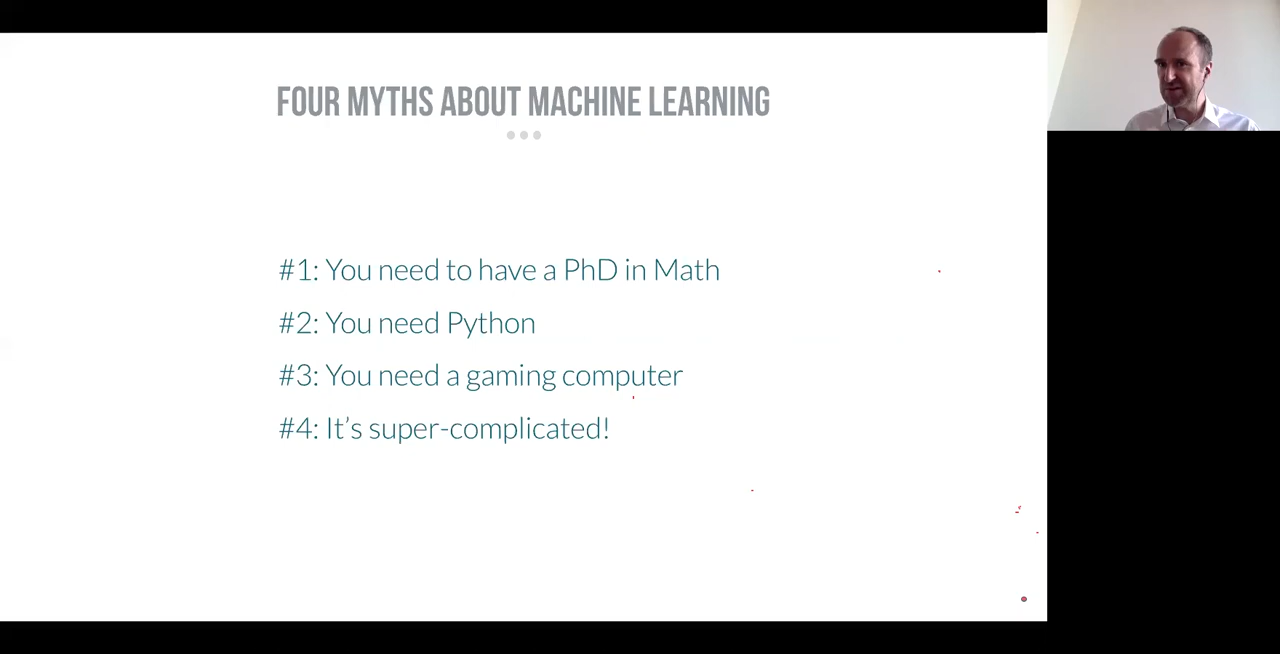 FOUR MYTHS ABOUT MACHINE LEARNING
#1: You need to have a PhD in Math
#2: You need Python
#3: You need a gaming computer
#4: It's super-complicated!